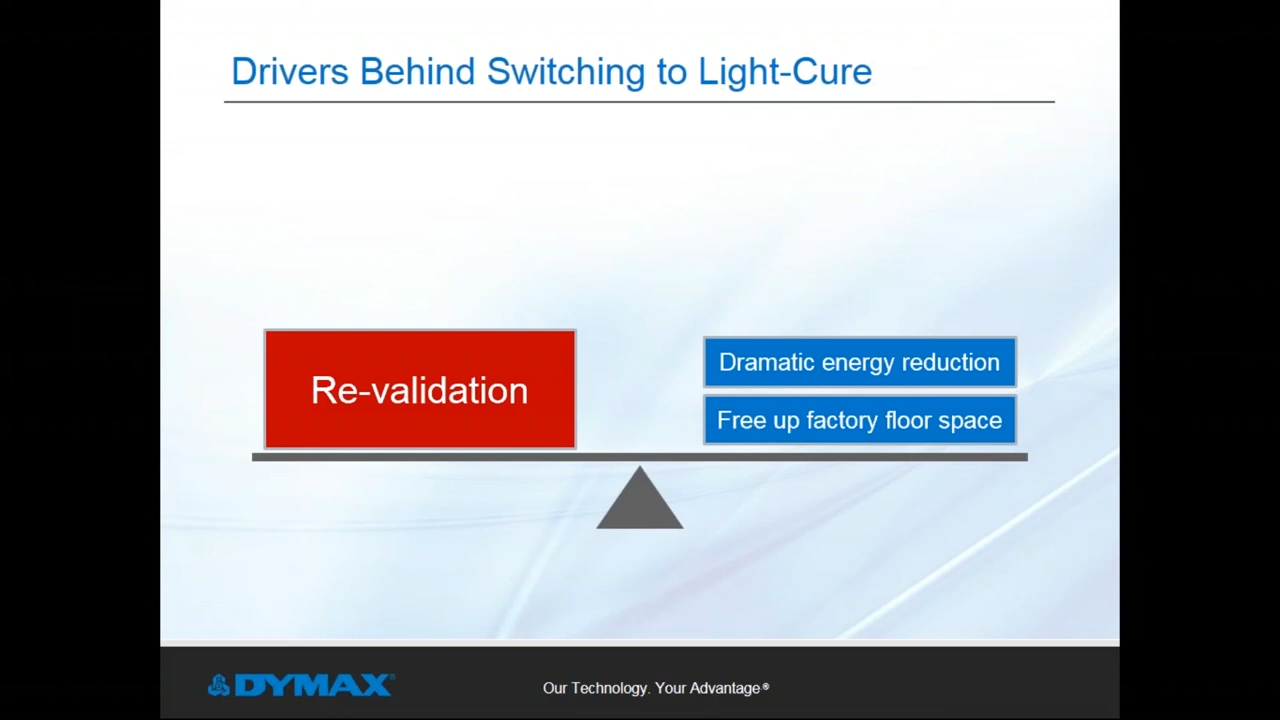 Drivers Behind Switching to Light-Cure
Re-validation
Dramatic energy reduction
Free up factory floor space
DYMAX®
Our Technology. Your Advantage®